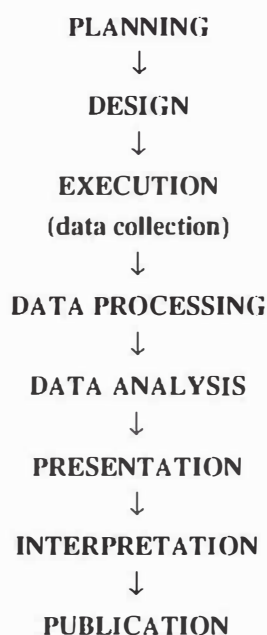 PLANNING
↓
DESIGN
↓
EXECUTION
(data collection)
↓
DATA PROCESSING
↓
DATA ANALYSIS
↓
PRESENTATION
↓
INTERPRETATION
↓
PUBLICATION